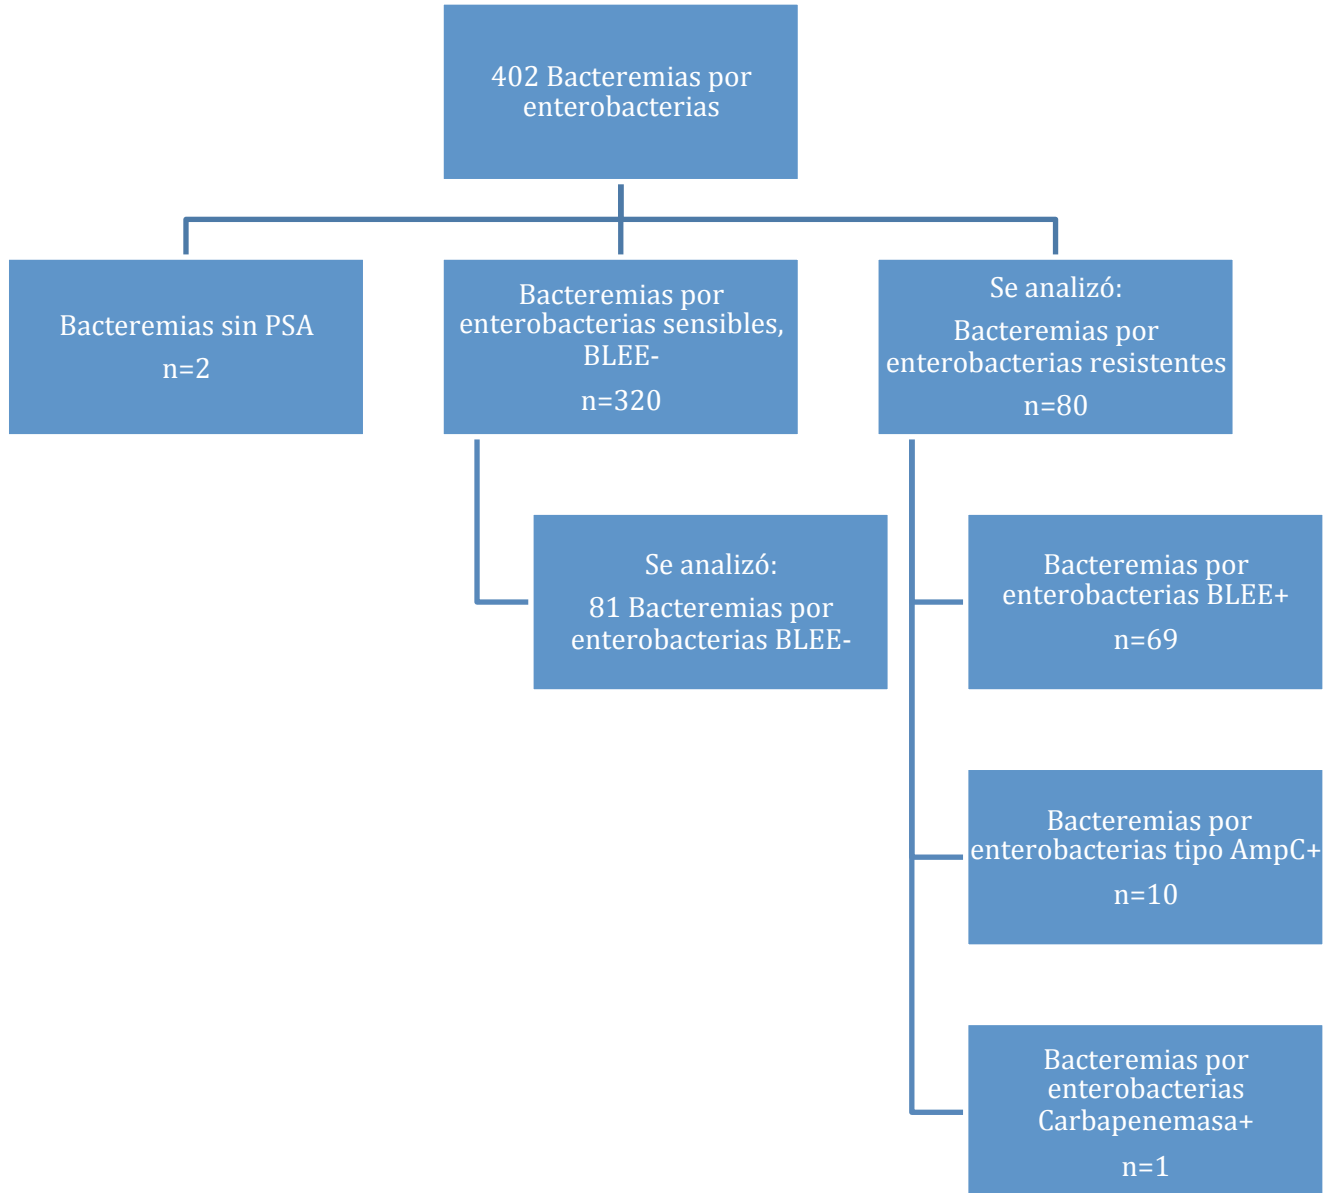 402 Bacteremias por
enterobacterias
Bacteremias sin PSA
n=2
Bacteremias por
enterobacterias sensibles,
BLEE-
n=320
Se analizó:
Bacteremias por
enterobacterias resistentes
n=80
Se analizó:
81 Bacteremias por
enterobacterias BLEE-
Bacteremias por
enterobacterias BLEE+
n=69
Bacteremias por
enterobacterias tipo AmpC+
n=10
Bacteremias por
enterobacterias
Carbapenemasa+
n=1